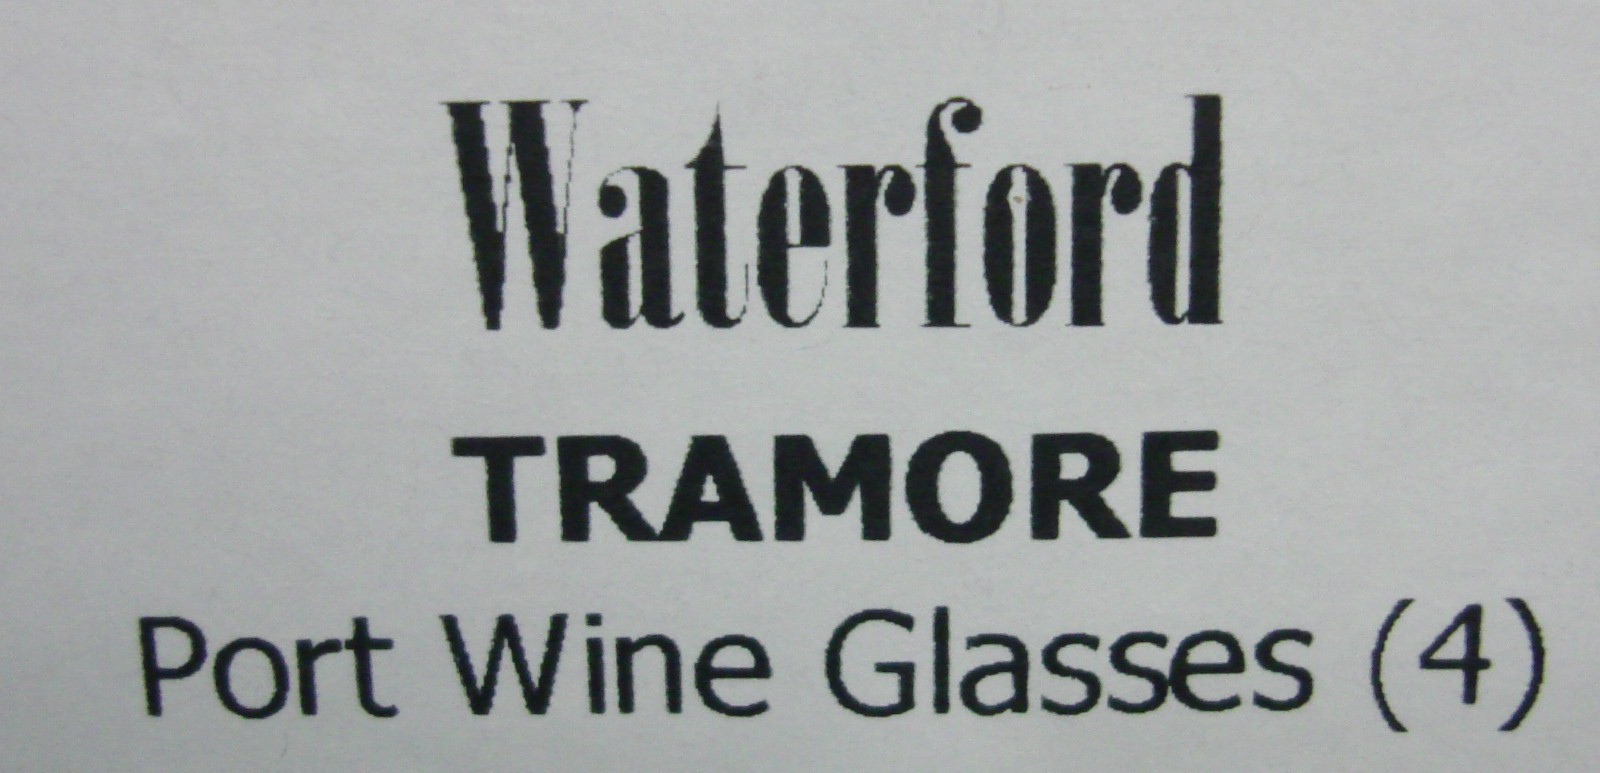 Waterford
TRAMORE
Port Wine Glasses (4)